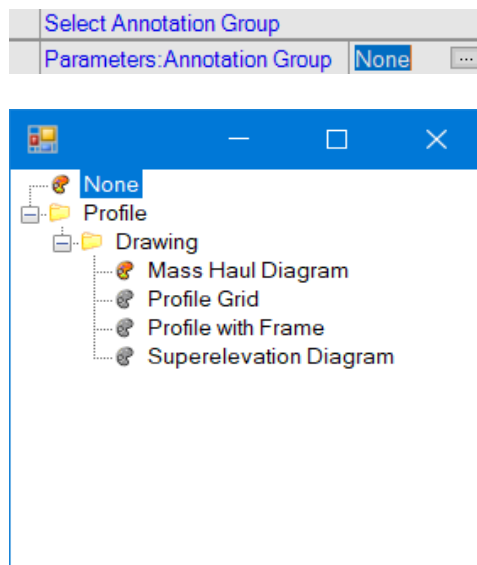 Select Annotation Group
Parameters:Annotation Group None ...
None
Profile
Drawing
Mass Haul Diagram
Profile Grid
Profile with Frame
Superelevation Diagram